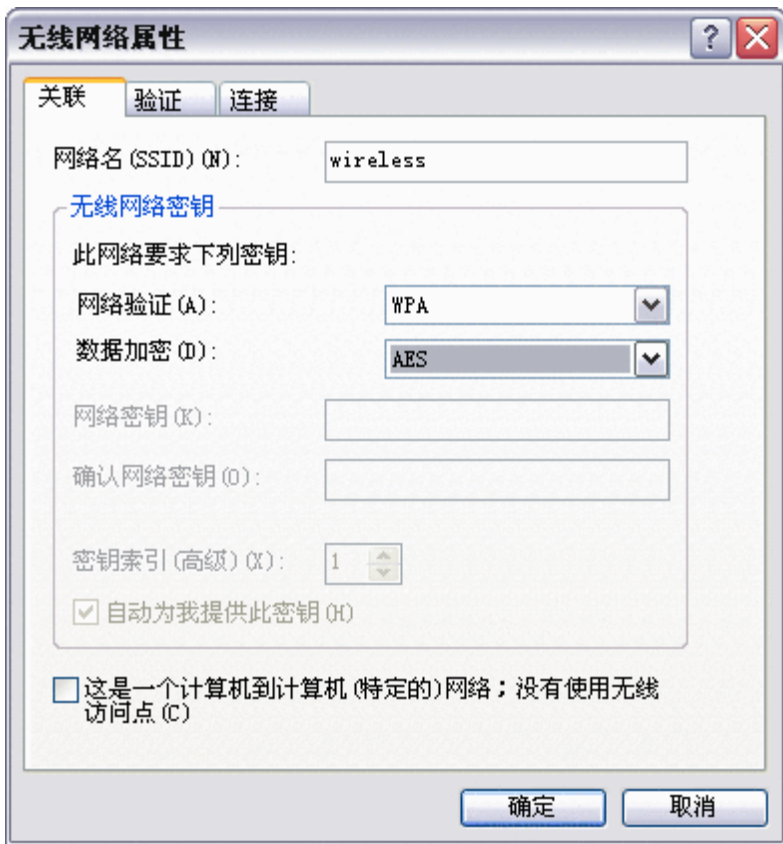 无线网络属性
关联 验证 连接
网络名(SSID)(N): wireless
无线网络密钥
此网络要求下列密钥:
网络验证(A): WPA
数据加密(D): AES
网络密钥(K):
确认网络密钥(O):
密钥索引(高级)(X): 1
自动为我提供此密钥(H)
这是一个计算机到计算机(特定的)网络；没有使用无线
访问点(C)
确定 取消